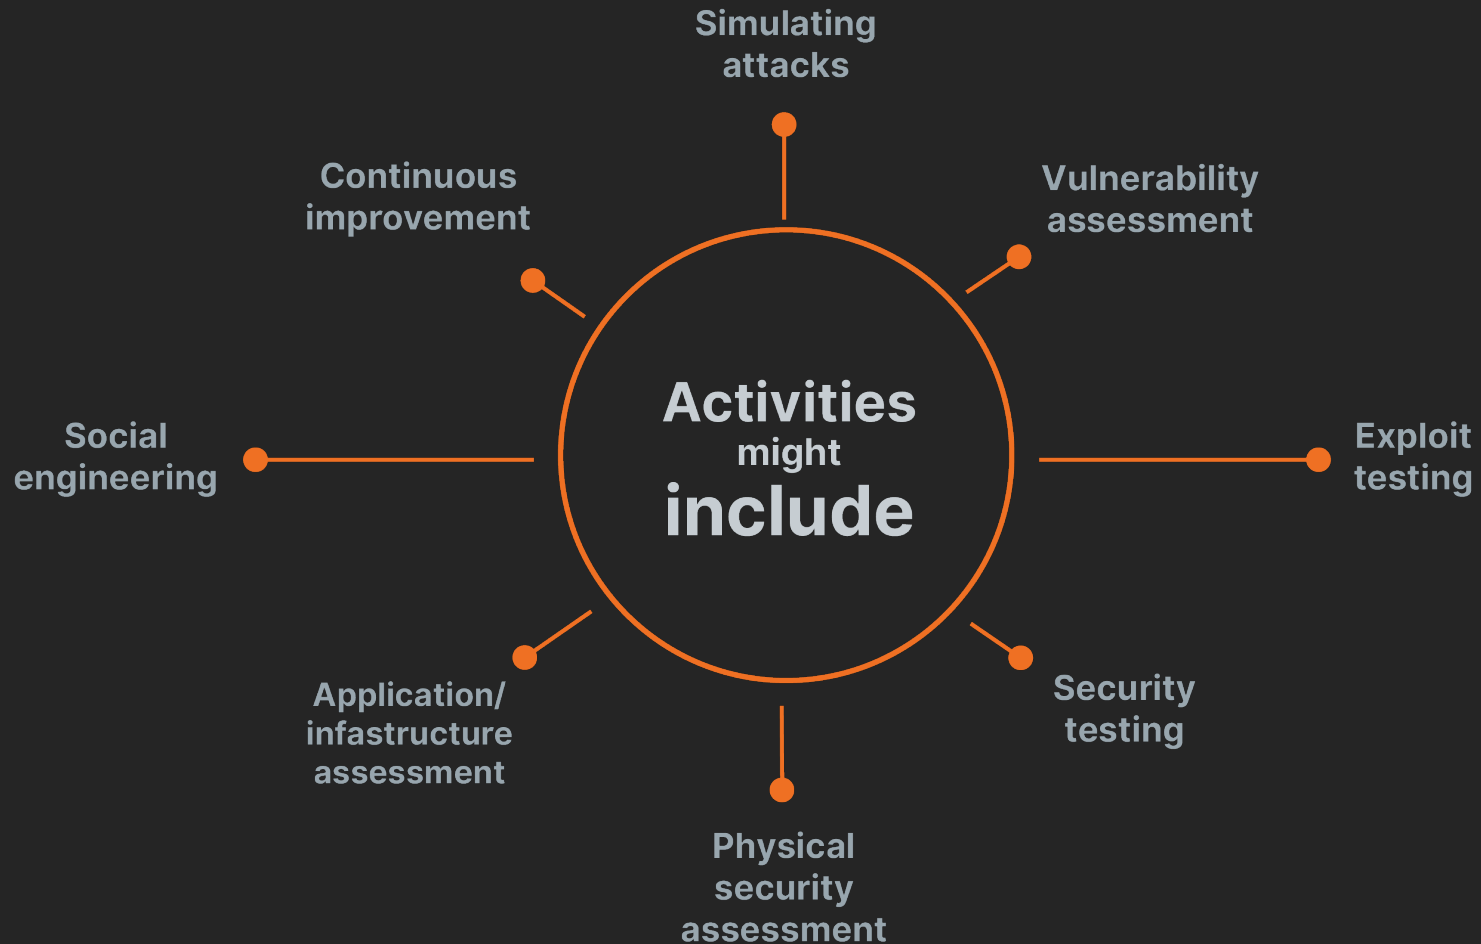 Simulating
attacks
Continuous
improvement
Vulnerability
assessment
Activities
might
include
Social
engineering
Exploit
testing
Application/
infastructure
assessment
Security
testing
Physical
security
assessment